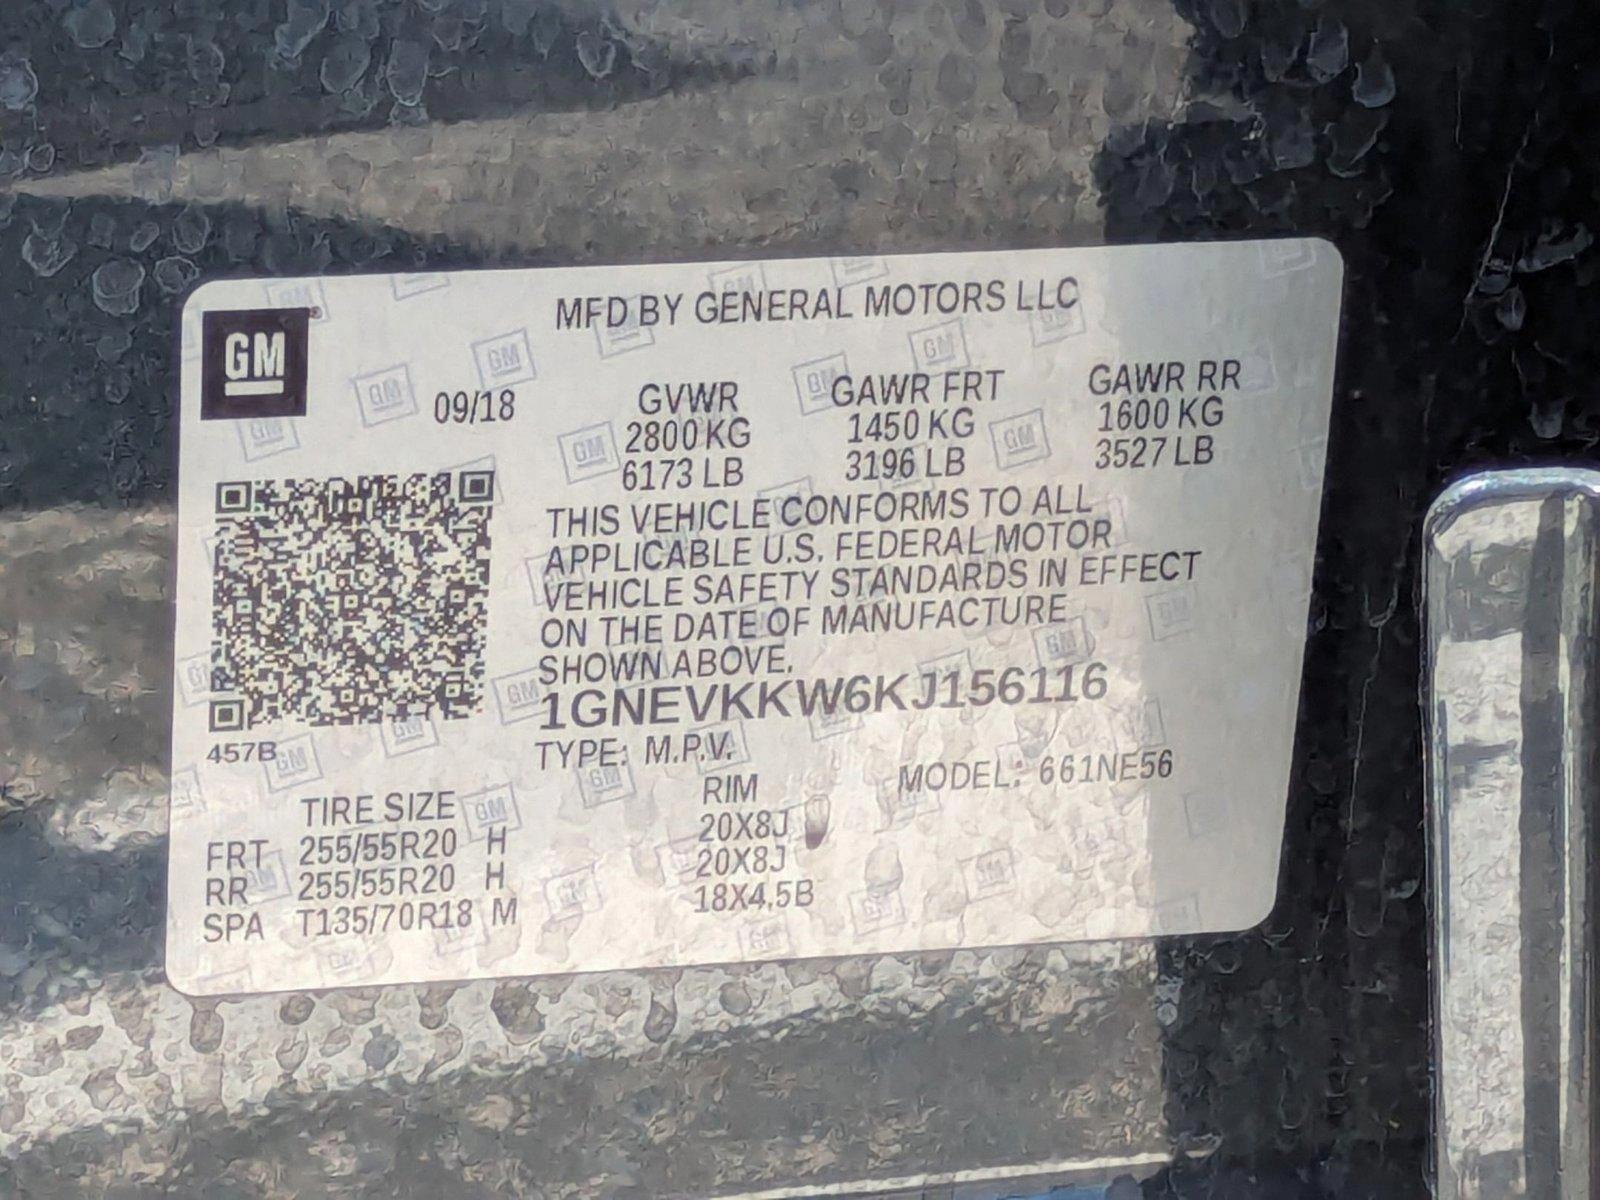 MFD BY GENERAL MOTORS LLC
GM
09/18
GVWR GAWR FRT GAWR RR
2800 KG 1450 KG 1600 KG
6173 LB 3196 LB 3527 LB
THIS VEHICLE CONFORMS TO ALL
APPLICABLE U.S. FEDERAL MOTOR
VEHICLE SAFETY STANDARDS IN EFFECT
ON THE DATE OF MANUFACTURE
SHOWN ABOVE.
1GNEVKKW6KJ156116
457B
TYPE: M.P.V. MODEL: 661NE56
TIRE SIZE RIM
FRT 255/55R20 H 20X8J
RR 255/55R20 H 20X8J
SPA T135/70R18 M 18X4.5B